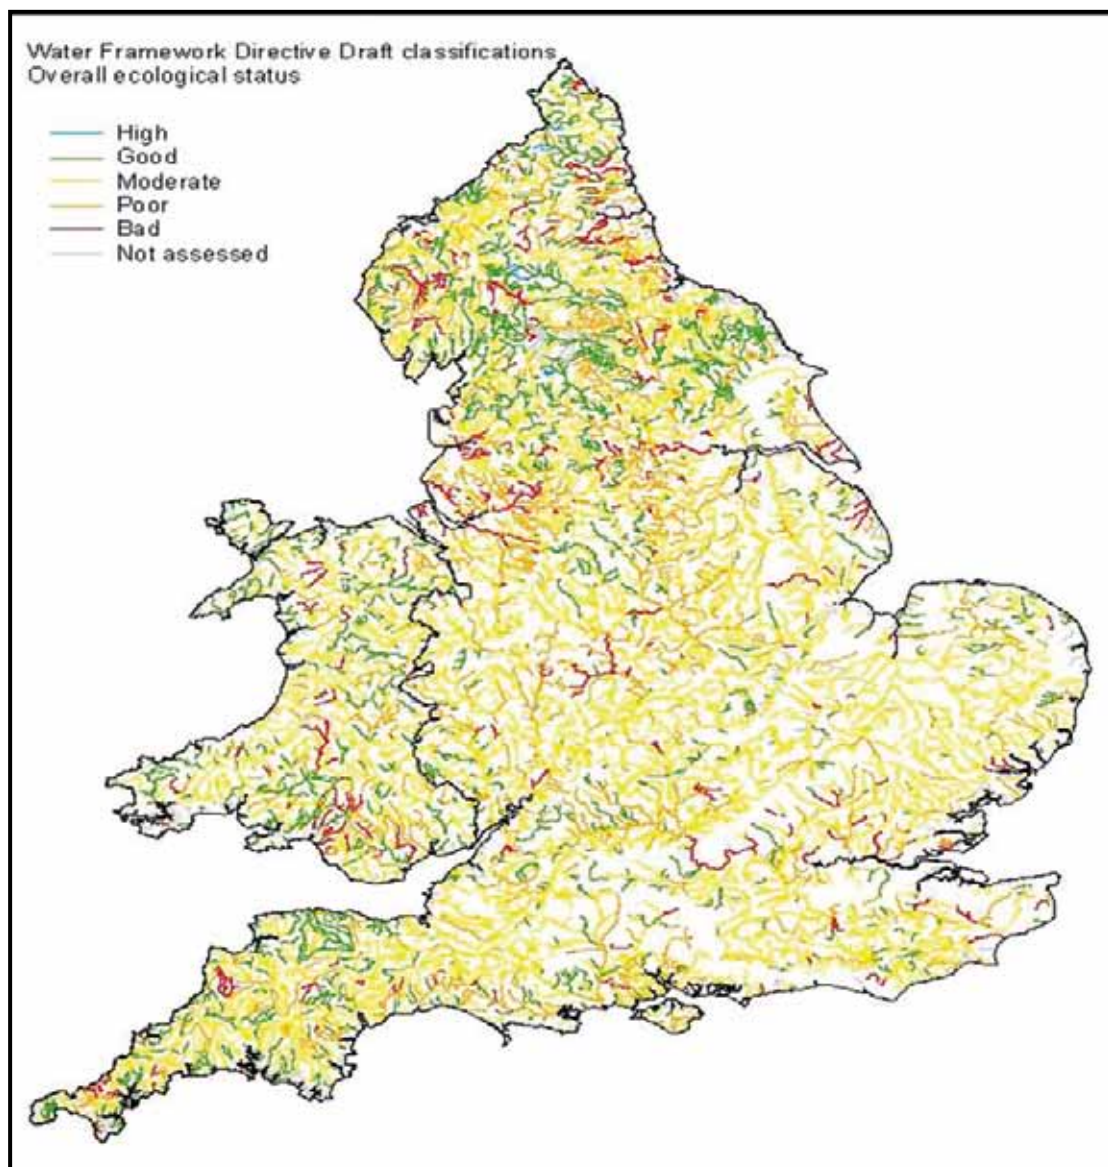 Water Framework Directive Draft classifications
Overall ecological status
High
Good
Moderate
Poor
Bad
Not assessed